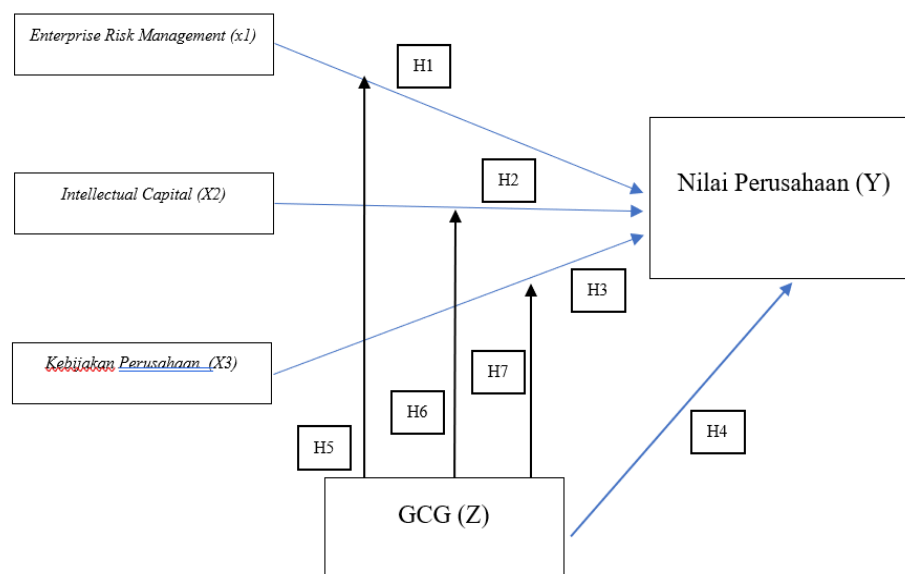 Enterprise Risk Management (x1)
H1
Nilai Perusahaan (Y)
H2
Intellectual Capital (X2)
H3
Kebijakan Perusahaan (X3)
H7
H6
H4
H5
GCG (Z)